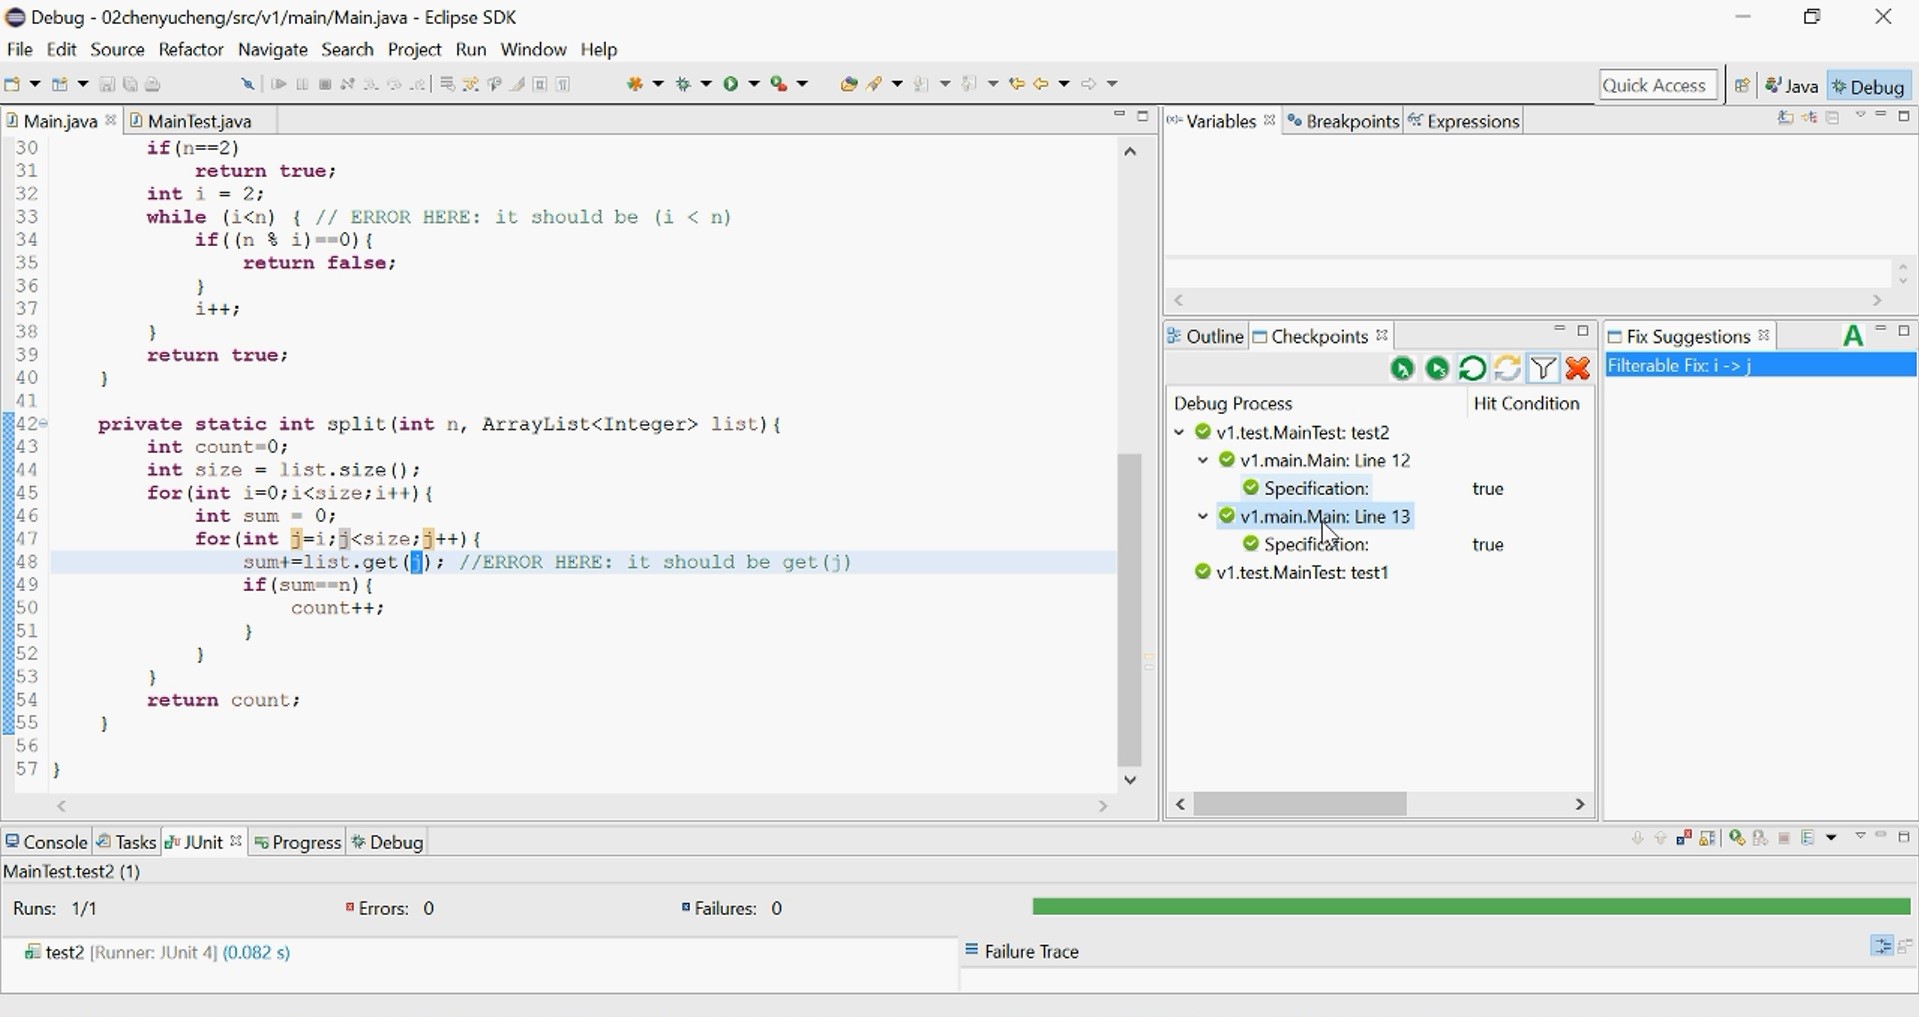 Debug - 02chenyucheng/src/v1/main/Main.java - Eclipse SDK
File Edit Source Refactor Navigate Search Project Run Window Help
Quick Access Java Debug
Main.java MainTest.java
30 if(n==2)
31 return true;
32 int i = 2;
33 while (i<n) { // ERROR HERE: it should be (i < n)
34 if((n % i)==0){
35 return false;
36 }
37 i++;
38 }
39 return true;
40 }
41
42 private static int split(int n, ArrayList<Integer> list){
43 int count=0;
44 int size = list.size();
45 for(int i=0;i<size;i++){
46 int sum = 0;
47 for(int j=i;j<size;j++){
48 sum+=list.get(j); //ERROR HERE: it should be get(j)
49 if(sum==n){
50 count++;
51 }
52 }
53 }
54 return count;
55 }
56
57 }
(x)= Variables Breakpoints Expressions
Outline Checkpoints
Debug Process Hit Condition
v1.test.MainTest: test2
v1.main.Main: Line 12
Specification: true
v1.main.Main: Line 13
Specification: true
v1.test.MainTest: test1
Fix Suggestions A
Filterable Fix: i -> j
Console Tasks JUnit Progress Debug
MainTest.test2 (1)
Runs: 1/1 Errors: 0 Failures: 0
test2 [Runner: JUnit 4] (0.082 s)
Failure Trace